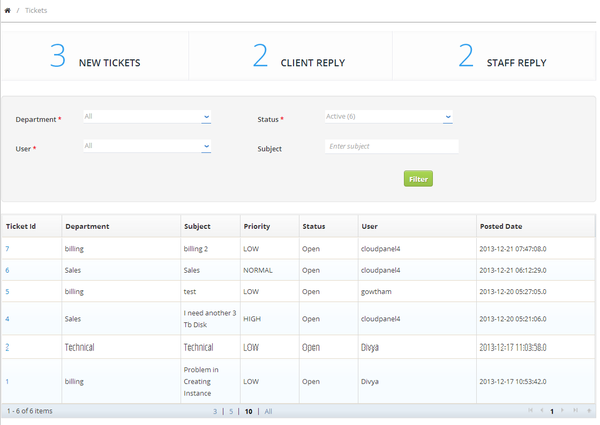 / Tickets
3 NEW TICKETS 2 CLIENT REPLY 2 STAFF REPLY
Department * All Status * Active (6)
User * All Subject Enter subject
Filter
Ticket Id Department Subject Priority Status User Posted Date
7 billing billing 2 LOW Open cloudpanel4 2013-12-21 07:47:08.0
6 Sales Sales NORMAL Open cloudpanel4 2013-12-21 06:12:29.0
5 billing test LOW Open gowtham 2013-12-20 05:27:05.0
4 Sales I need another 3 Tb Disk HIGH Open cloudpanel4 2013-12-20 05:21:06.0
2 Technical Technical LOW Open Divya 2013-12-17 11:03:58.0
1 billing Problem in Creating Instance LOW Open Divya 2013-12-17 10:53:42.0
1 - 6 of 6 items 3 | 5 | 10 | All 1